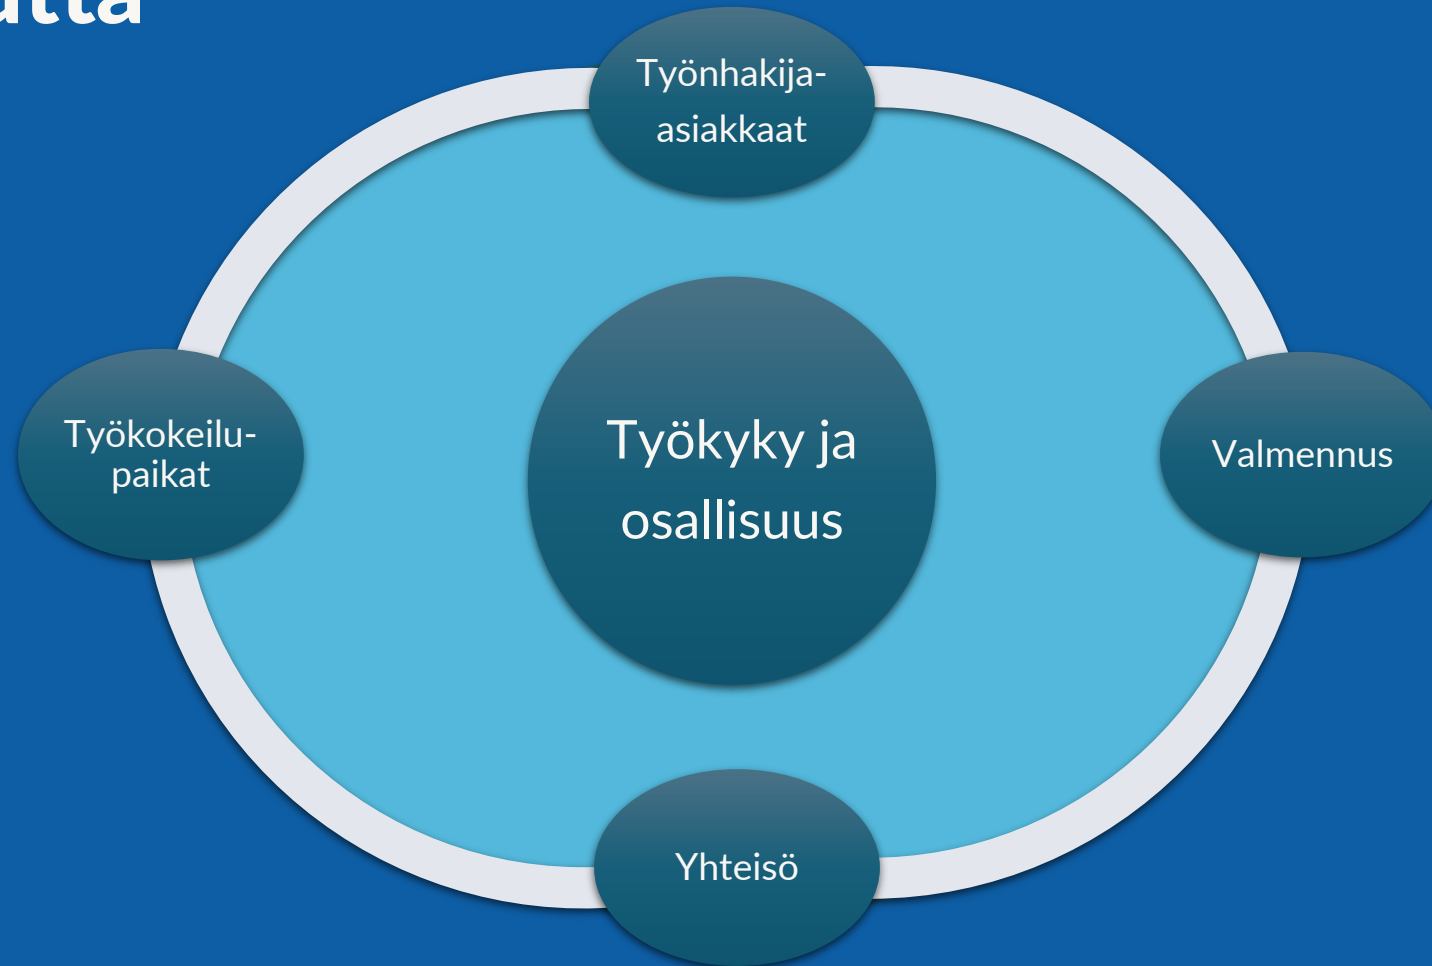 Työnhakija-
asiakkaat
Työkokeilu-
paikat
Työkyky ja
osallisuus
Valmennus
Yhteisö